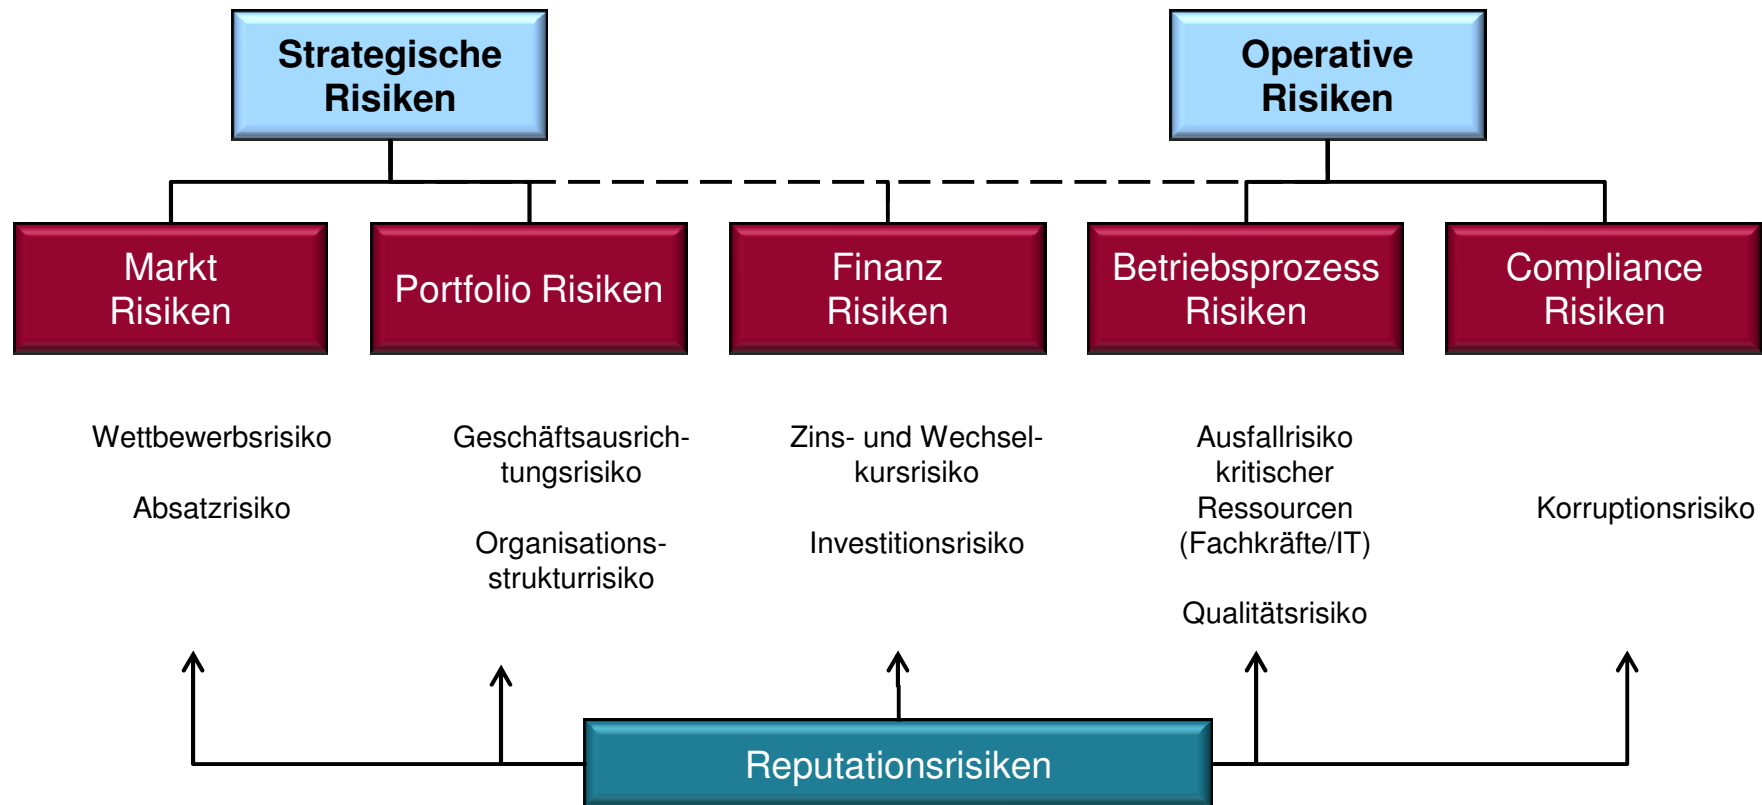 Strategische
Risiken
Operative
Risiken
Markt
Risiken
Portfolio Risiken
Finanz
Risiken
Betriebsprozess
Risiken
Compliance
Risiken
Wettbewerbsrisiko
Absatzrisiko
Geschäftsausrich-
tungsrisiko
Organisations-
strukturrisiko
Zins- und Wechsel-
kursrisiko
Investitionsrisiko
Ausfallrisiko
kritischer
Ressourcen
(Fachkräfte/IT)
Qualitätsrisiko
Korruptionsrisiko
Reputationsrisiken